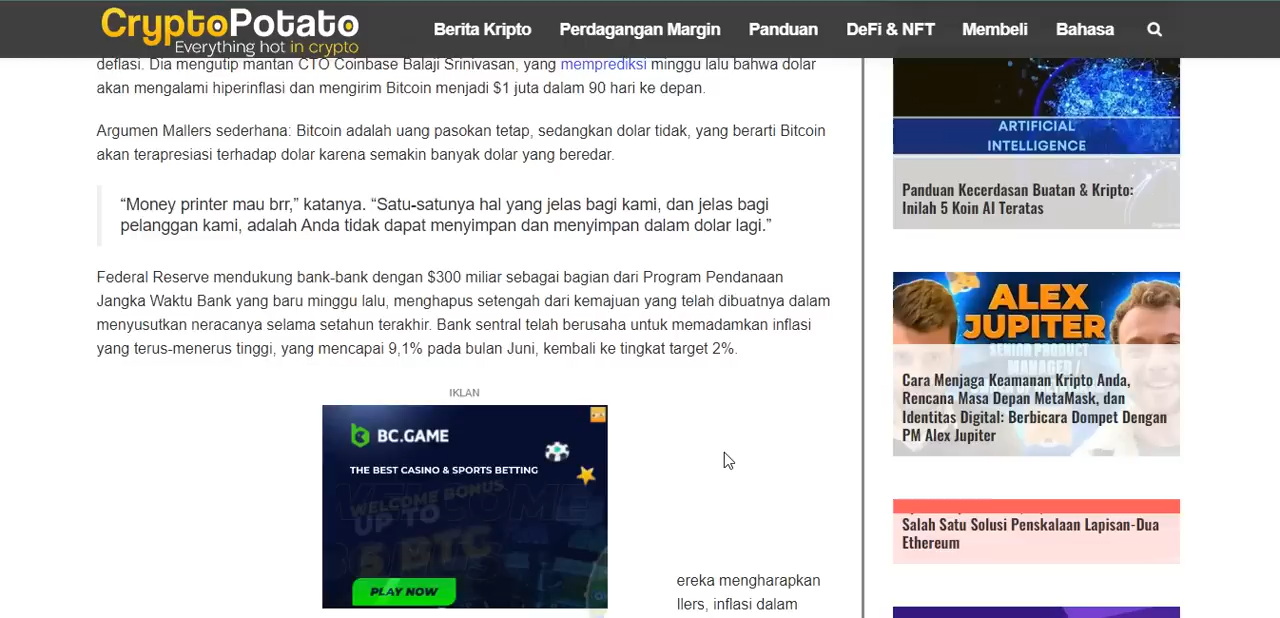 CryptoPotato
Everything hot in crypto
Berita Kripto Perdagangan Margin Panduan DeFi & NFT Membeli Bahasa
deflasi. Dia mengutip mantan CTO Coinbase Balaji Srinivasan, yang memprediksi minggu lalu bahwa dolar
akan mengalami hiperinflasi dan mengirim Bitcoin menjadi $1 juta dalam 90 hari ke depan.
Argumen Mallers sederhana: Bitcoin adalah uang pasokan tetap, sedangkan dolar tidak, yang berarti Bitcoin
akan terapresiasi terhadap dolar karena semakin banyak dolar yang beredar.
“Money printer mau brr,” katanya. “Satu-satunya hal yang jelas bagi kami, dan jelas bagi
pelanggan kami, adalah Anda tidak dapat menyimpan dan menyimpan dalam dolar lagi.”
Federal Reserve mendukung bank-bank dengan $300 miliar sebagai bagian dari Program Pendanaan
Jangka Waktu Bank yang baru minggu lalu, menghapus setengah dari kemajuan yang telah dibuatnya dalam
menyusutkan neracanya selama setahun terakhir. Bank sentral telah berusaha untuk memadamkan inflasi
yang terus-menerus tinggi, yang mencapai 9,1% pada bulan Juni, kembali ke tingkat target 2%.
IKLAN
BC.GAME
THE BEST CASINO & SPORTS BETTING
WELCOME BONUS
UP TO
5 BTC
PLAY NOW
ereka mengharapkan
llers, inflasi dalam
ARTIFICIAL
INTELLIGENCE
Panduan Kecerdasan Buatan & Kripto:
Inilah 5 Koin AI Teratas
ALEX
JUPITER
SENIOR PRODUCT
MANAGER /
Cara Menjaga Keamanan Kripto Anda,
Rencana Masa Depan MetaMask, dan
Identitas Digital: Berbicara Dompet Dengan
PM Alex Jupiter
Salah Satu Solusi Penskalaan Lapisan-Dua
Ethereum